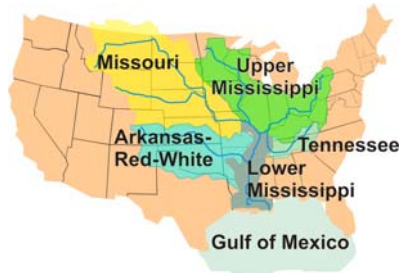 Missouri
Upper
Mississippi
Arkansas-
Red-White
Tennessee
Lower
Mississippi
Gulf of Mexico